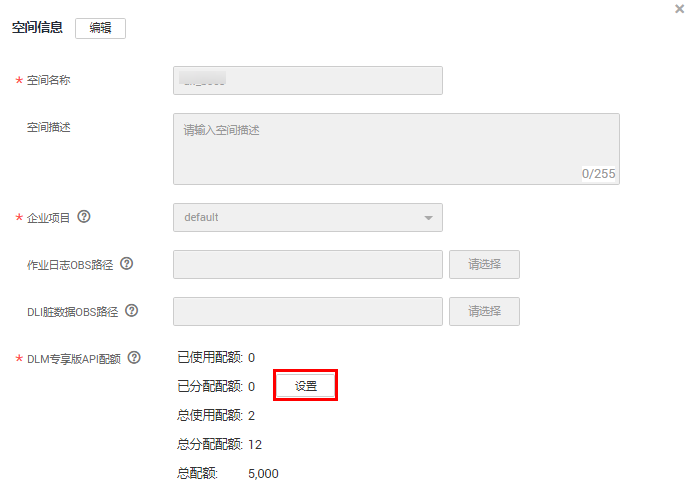 空间信息 编辑
* 空间名称
空间描述 请输入空间描述
0/255
* 企业项目 ? default
作业日志OBS路径 ? 请选择
DLI脏数据OBS路径 ? 请选择
* DLM专享版API配额 ? 已使用配额: 0
已分配配额: 0 设置
总使用配额: 2
总分配配额: 12
总配额: 5,000